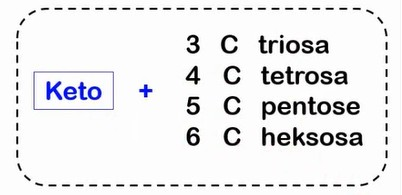 3 C triosa
4 C tetrosa
Keto +
5 C pentose
6 C heksosa